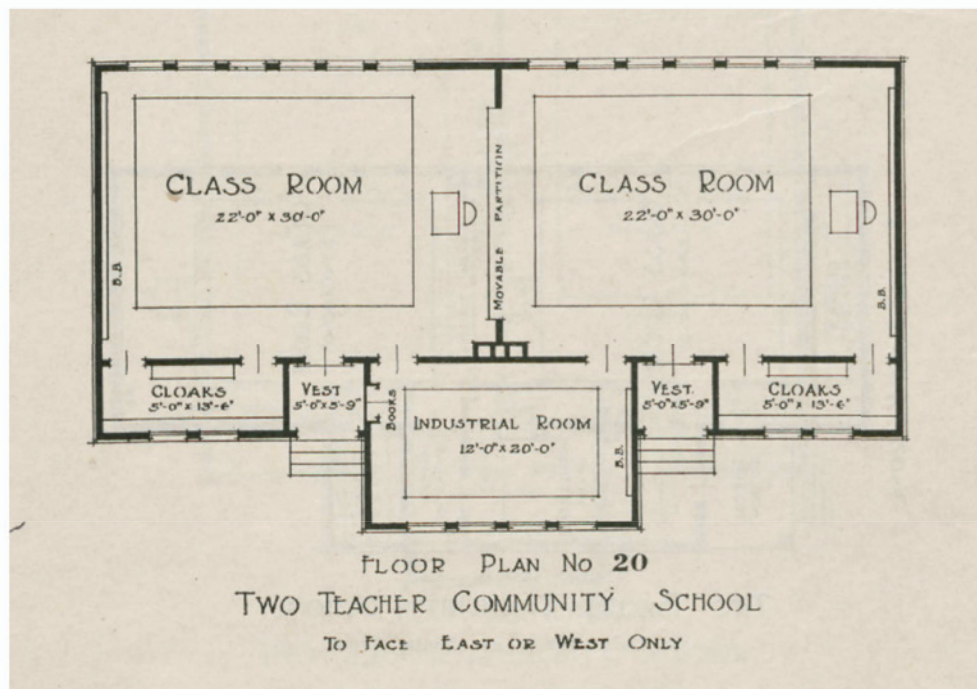 CLASS ROOM
22'-0" x 30'-0"
B.B.
MOVABLE PARTITION
CLASS ROOM
22'-0" x 30'-0"
B.B.
CLOAKS
5'-0" x 13'-6"
VEST.
5'-0" x 5'-9"
BOOKS
INDUSTRIAL ROOM
12'-0" x 20'-0"
B.B.
VEST.
5'-0" x 5'-9"
CLOAKS
5'-0" x 13'-6"
FLOOR PLAN No 20
TWO TEACHER COMMUNITY SCHOOL
TO FACE EAST OR WEST ONLY